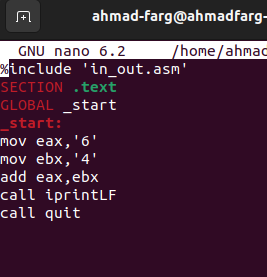 ahmad-farg@ahmadfarg-
GNU nano 6.2 /home/ahmad
%include 'in_out.asm'
SECTION .text
GLOBAL _start
_start:
mov eax,'6'
mov ebx,'4'
add eax,ebx
call iprintLF
call quit